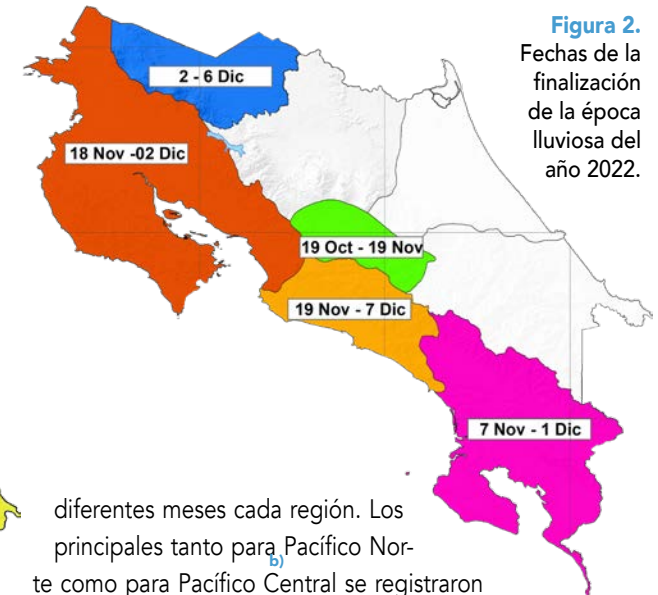 Figura 2.
Fechas de la
finalización
de la época
lluviosa del
año 2022.
2 - 6 Dic
18 Nov -02 Dic
19 Oct - 19 Nov
19 Nov - 7 Dic
7 Nov - 1 Dic
diferentes meses cada región. Los
principales tanto para Pacífico Nor-
b)
te como para Pacífico Central se registraron